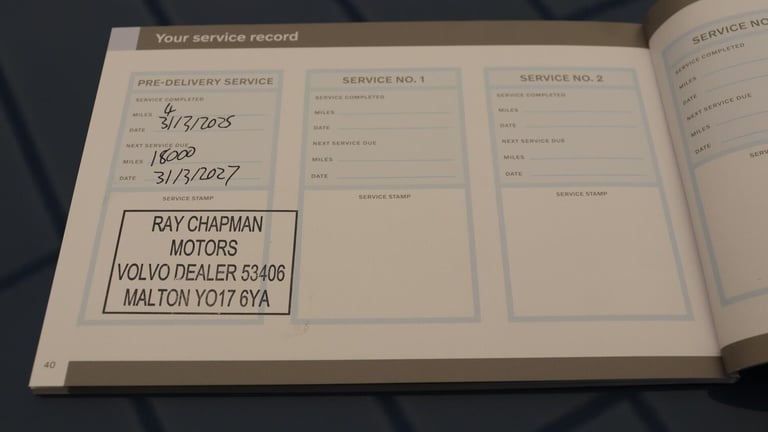 Your service record
PRE-DELIVERY SERVICE
SERVICE COMPLETED
MILES 4
DATE 31/3/2025
NEXT SERVICE DUE
MILES 18000
DATE 31/3/2027
SERVICE STAMP
RAY CHAPMAN
MOTORS
VOLVO DEALER 53406
MALTON YO17 6YA
SERVICE NO. 1
SERVICE COMPLETED
MILES
DATE
NEXT SERVICE DUE
MILES
DATE
SERVICE STAMP
SERVICE NO. 2
SERVICE COMPLETED
MILES
DATE
NEXT SERVICE DUE
MILES
DATE
SERVICE STAMP
40
SERVICE NO
SERVICE COMPLETED
MILES
DATE
NEXT SERVICE DUE
MILES
DATE